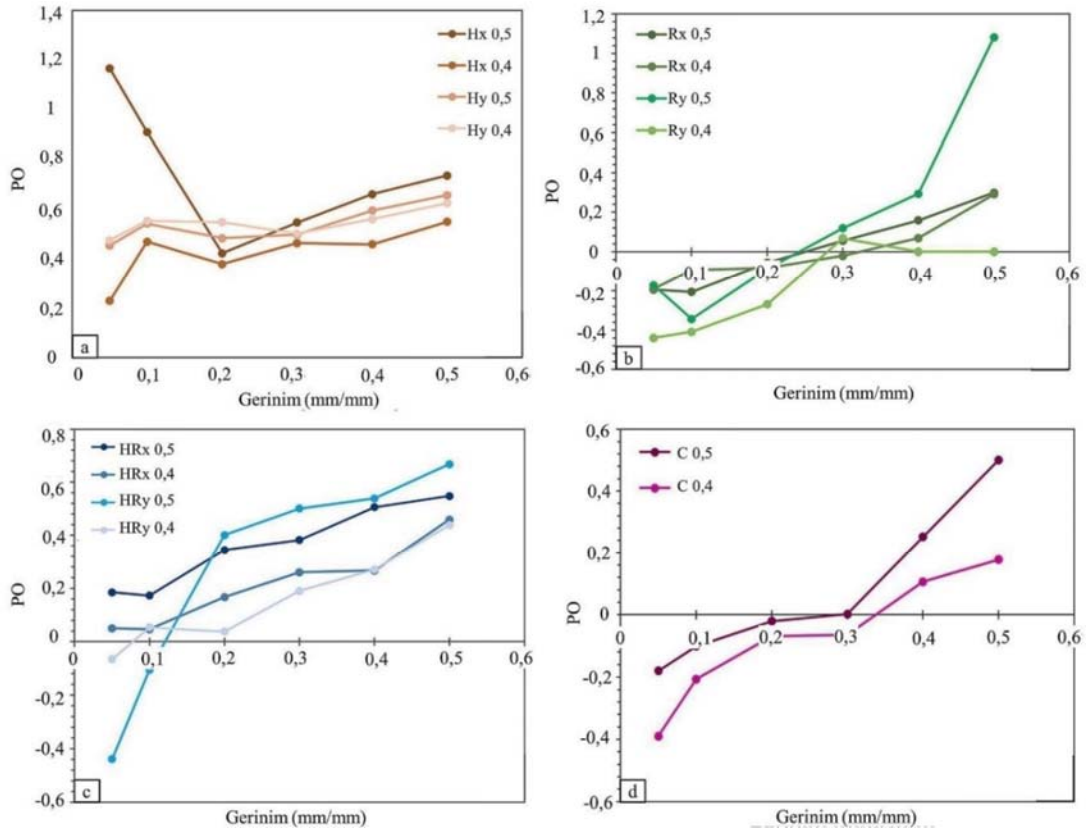 1,4
1,2
1
0,8
0,6
0,4
0,2
0
PO
Hx 0,5
Hx 0,4
Hy 0,5
Hy 0,4
a
0 0,1 0,2 0,3 0,4 0,5 0,6
Gerinim (mm/mm)
1,2
1
0,8
0,6
0,4
0,2
0
-0,2
-0,4
-0,6
PO
Rx 0,5
Rx 0,4
Ry 0,5
Ry 0,4
0 0,1 0,2 0,3 0,4 0,5 0,6
b
Gerinim (mm/mm)
0,8
0,6
0,4
0,2
0
-0,2
-0,4
-0,6
PO
HRx 0,5
HRx 0,4
HRy 0,5
HRy 0,4
0 0,1 0,2 0,3 0,4 0,5 0,6
c
Gerinim (mm/mm)
0,6
0,4
0,2
0
-0,2
-0,4
-0,6
PO
C 0,5
C 0,4
0 0,1 0,2 0,3 0,4 0,5 0,6
d
Gerinim (mm/mm)